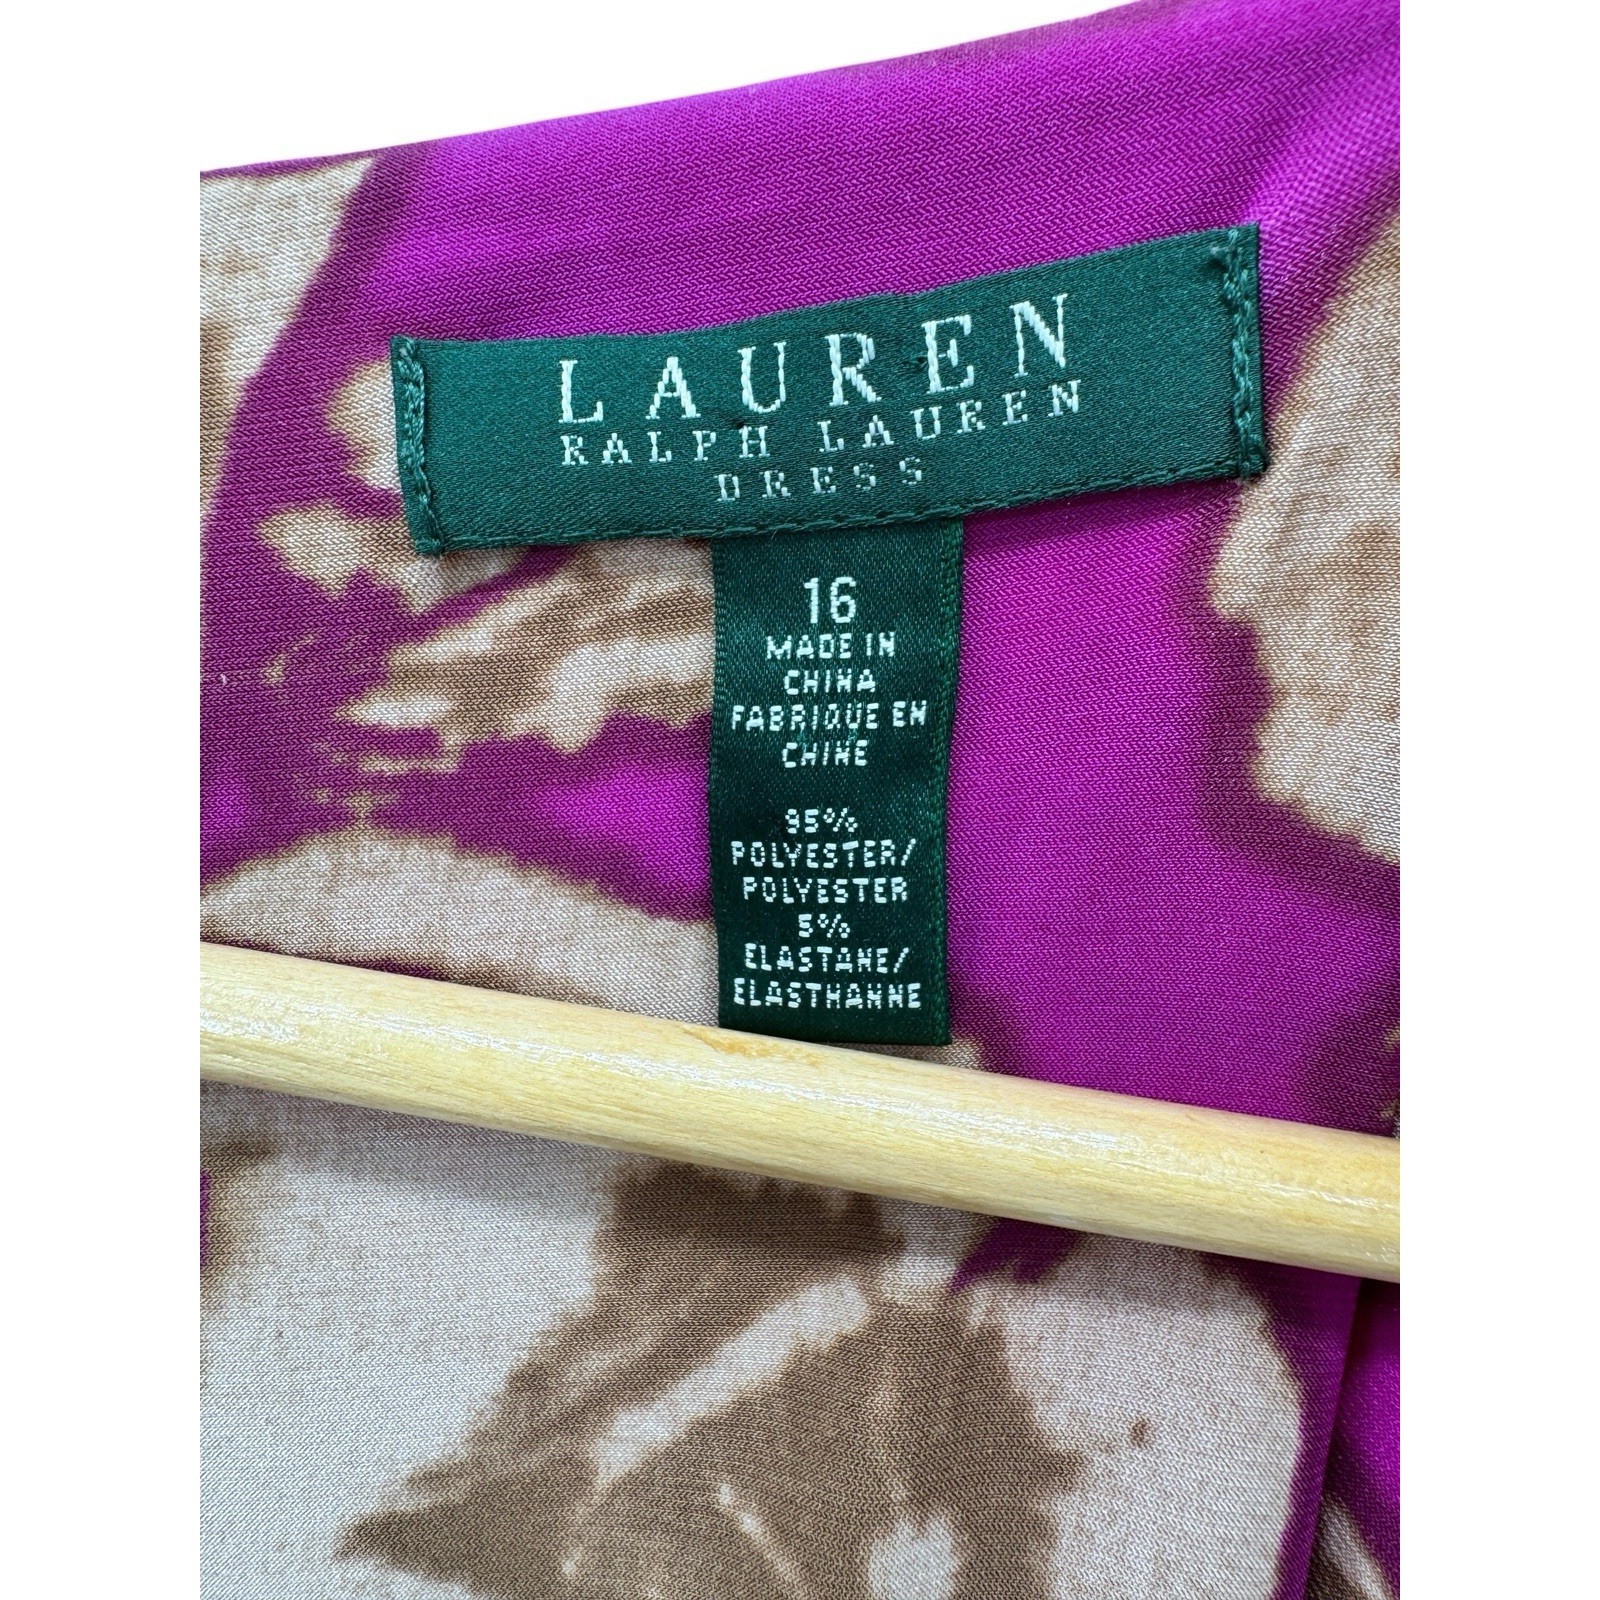 LAUREN
RALPH LAUREN
DRESS
16
MADE IN
CHINA
FABRIQUE EN
CHINE
95%
POLYESTER/
POLYESTER
5%
ELASTANE/
ELASTHANNE